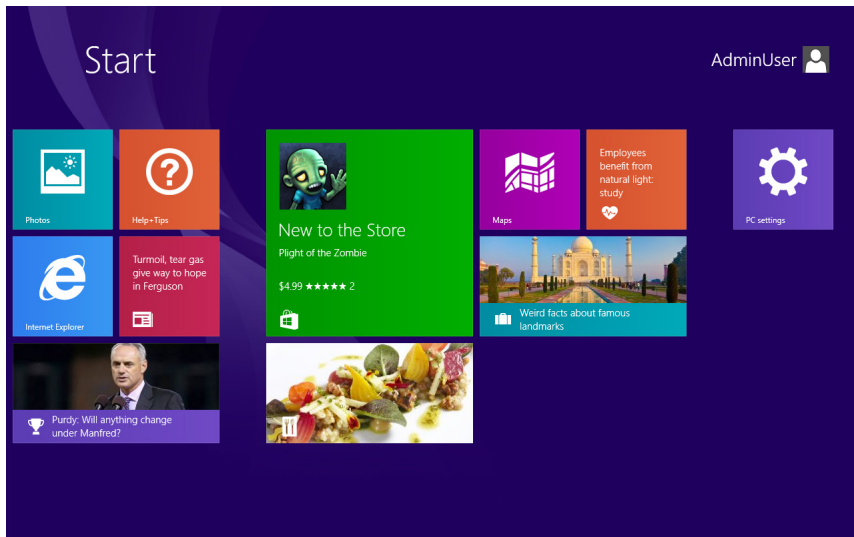 Start
AdminUser
Photos
Help+Tips
Internet Explorer
Turmoil, tear gas
give way to hope
in Ferguson
Purdy: Will anything change
under Manfred?
New to the Store
Plight of the Zombie
$4.99 ★★★★★ 2
Maps
Employees
benefit from
natural light:
study
Weird facts about famous
landmarks
PC settings